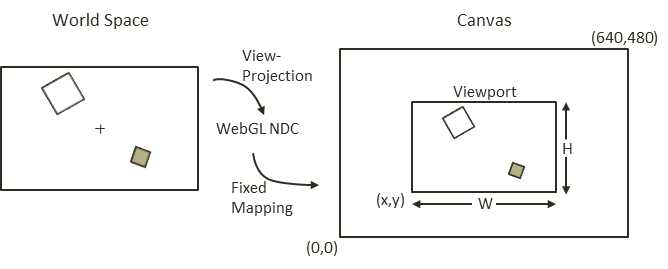 World Space
Canvas
(640,480)
View-
Projection
WebGL NDC
Fixed
Mapping
Viewport
H
(x,y)
W
(0,0)